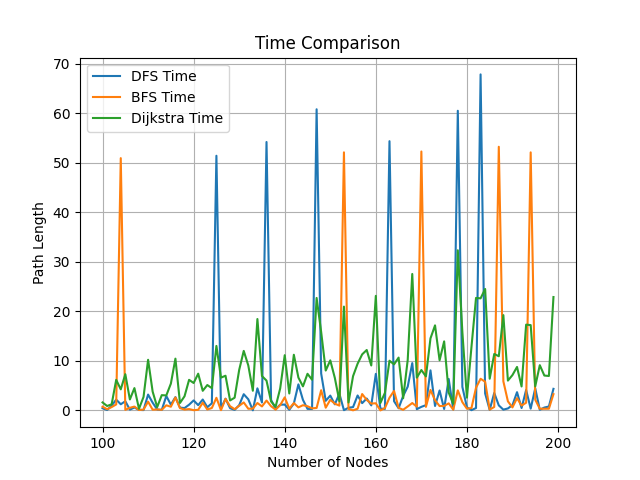 Time Comparison
DFS Time
BFS Time
Dijkstra Time
Path Length
70
60
50
40
30
20
10
0
100
120
140
160
180
200
Number of Nodes